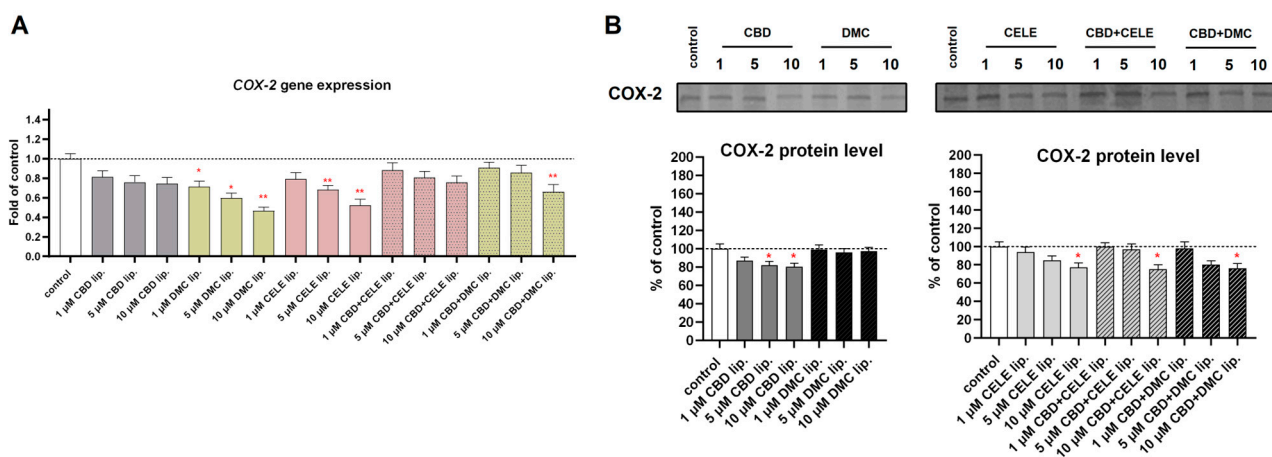 A
COX-2 gene expression
Fold of control
1.4
1.2
1.0
0.8
0.6
0.4
0.2
0.0
* * ** ** ** **
control
1 µM CBD lip.
5 µM CBD lip.
10 µM CBD lip.
1 µM DMC lip.
5 µM DMC lip.
10 µM DMC lip.
1 µM CELE lip.
5 µM CELE lip.
10 µM CELE lip.
1 µM CBD+CELE lip.
5 µM CBD+CELE lip.
10 µM CBD+CELE lip.
1 µM CBD+DMC lip.
5 µM CBD+DMC lip.
10 µM CBD+DMC lip.
B
control CBD DMC
1 5 10 1 5 10
COX-2
control CELE CBD+CELE CBD+DMC
1 5 10 1 5 10 1 5 10
COX-2 protein level
% of control
200
180
160
140
120
100
80
60
40
20
0
* *
control
1 µM CBD lip.
5 µM CBD lip.
10 µM CBD lip.
1 µM DMC lip.
5 µM DMC lip.
10 µM DMC lip.
COX-2 protein level
% of control
200
180
160
140
120
100
80
60
40
20
0
* * *
control
1 µM CELE lip.
5 µM CELE lip.
10 µM CELE lip.
1 µM CBD+CELE lip.
5 µM CBD+CELE lip.
10 µM CBD+CELE lip.
1 µM CBD+DMC lip.
5 µM CBD+DMC lip.
10 µM CBD+DMC lip.